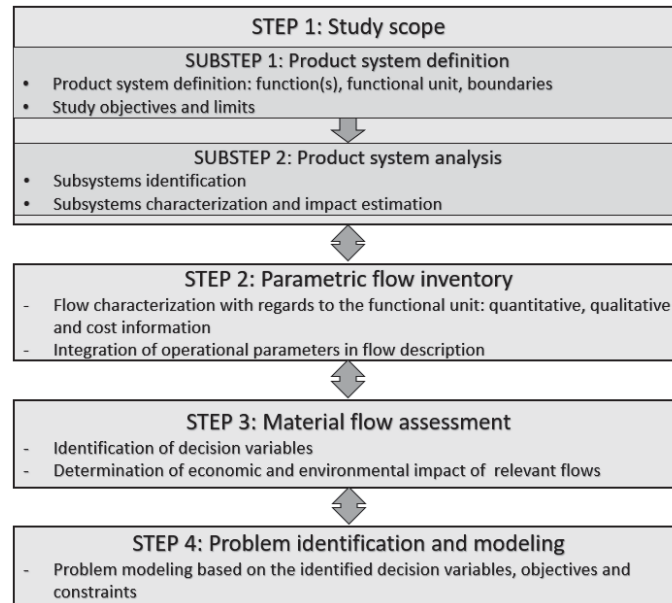 STEP 1: Study scope
SUBSTEP 1: Product system definition
• Product system definition: function(s), functional unit, boundaries
• Study objectives and limits
SUBSTEP 2: Product system analysis
• Subsystems identification
• Subsystems characterization and impact estimation
STEP 2: Parametric flow inventory
- Flow characterization with regards to the functional unit: quantitative, qualitative
and cost information
- Integration of operational parameters in flow description
STEP 3: Material flow assessment
- Identification of decision variables
- Determination of economic and environmental impact of relevant flows
STEP 4: Problem identification and modeling
- Problem modeling based on the identified decision variables, objectives and
constraints